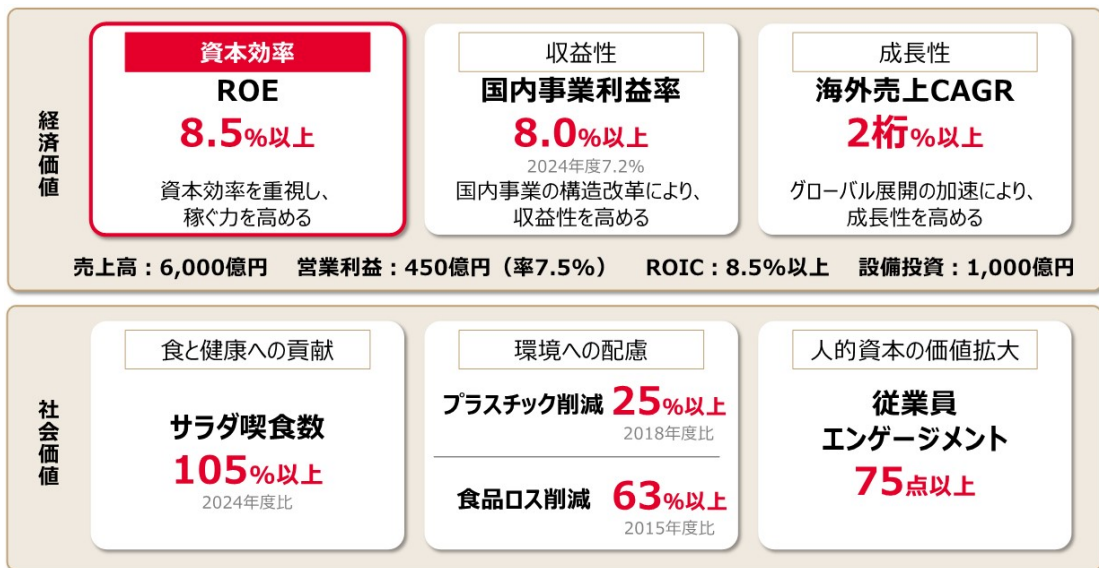 経済価値
資本効率
ROE
8.5%以上
資本効率を重視し、
稼ぐ力を高める
収益性
国内事業利益率
8.0%以上
2024年度7.2%
国内事業の構造改革により、
収益性を高める
成長性
海外売上CAGR
2桁%以上
グローバル展開の加速により、
成長性を高める
売上高：6,000億円 営業利益：450億円（率7.5%） ROIC：8.5%以上 設備投資：1,000億円
社会価値
食と健康への貢献
サラダ喫食数
105%以上
2024年度比
環境への配慮
プラスチック削減 25%以上
2018年度比
食品ロス削減 63%以上
2015年度比
人的資本の価値拡大
従業員
エンゲージメント
75点以上